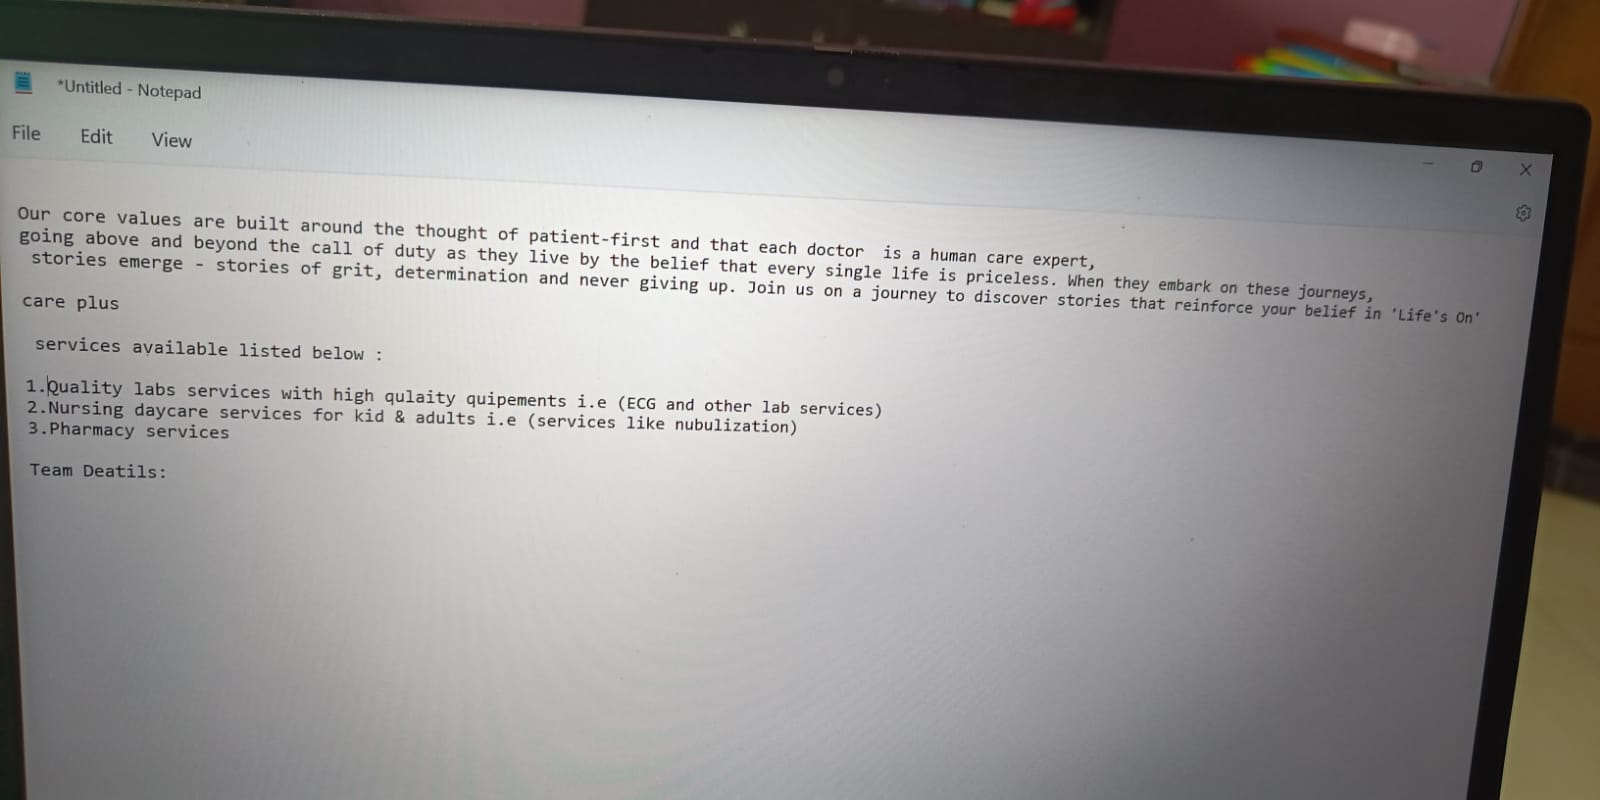 *Untitled - Notepad
File Edit View
Our core values are built around the thought of patient-first and that each doctor  is a human care expert,
going above and beyond the call of duty as they live by the belief that every single life is priceless. When they embark on these journeys,
stories emerge - stories of grit, determination and never giving up. Join us on a journey to discover stories that reinforce your belief in 'Life's On'
care plus
services available listed below :
1.Quality labs services with high qulaity quipements i.e (ECG and other lab services)
2.Nursing daycare services for kid & adults i.e (services like nubulization)
3.Pharmacy services
Team Deatils: